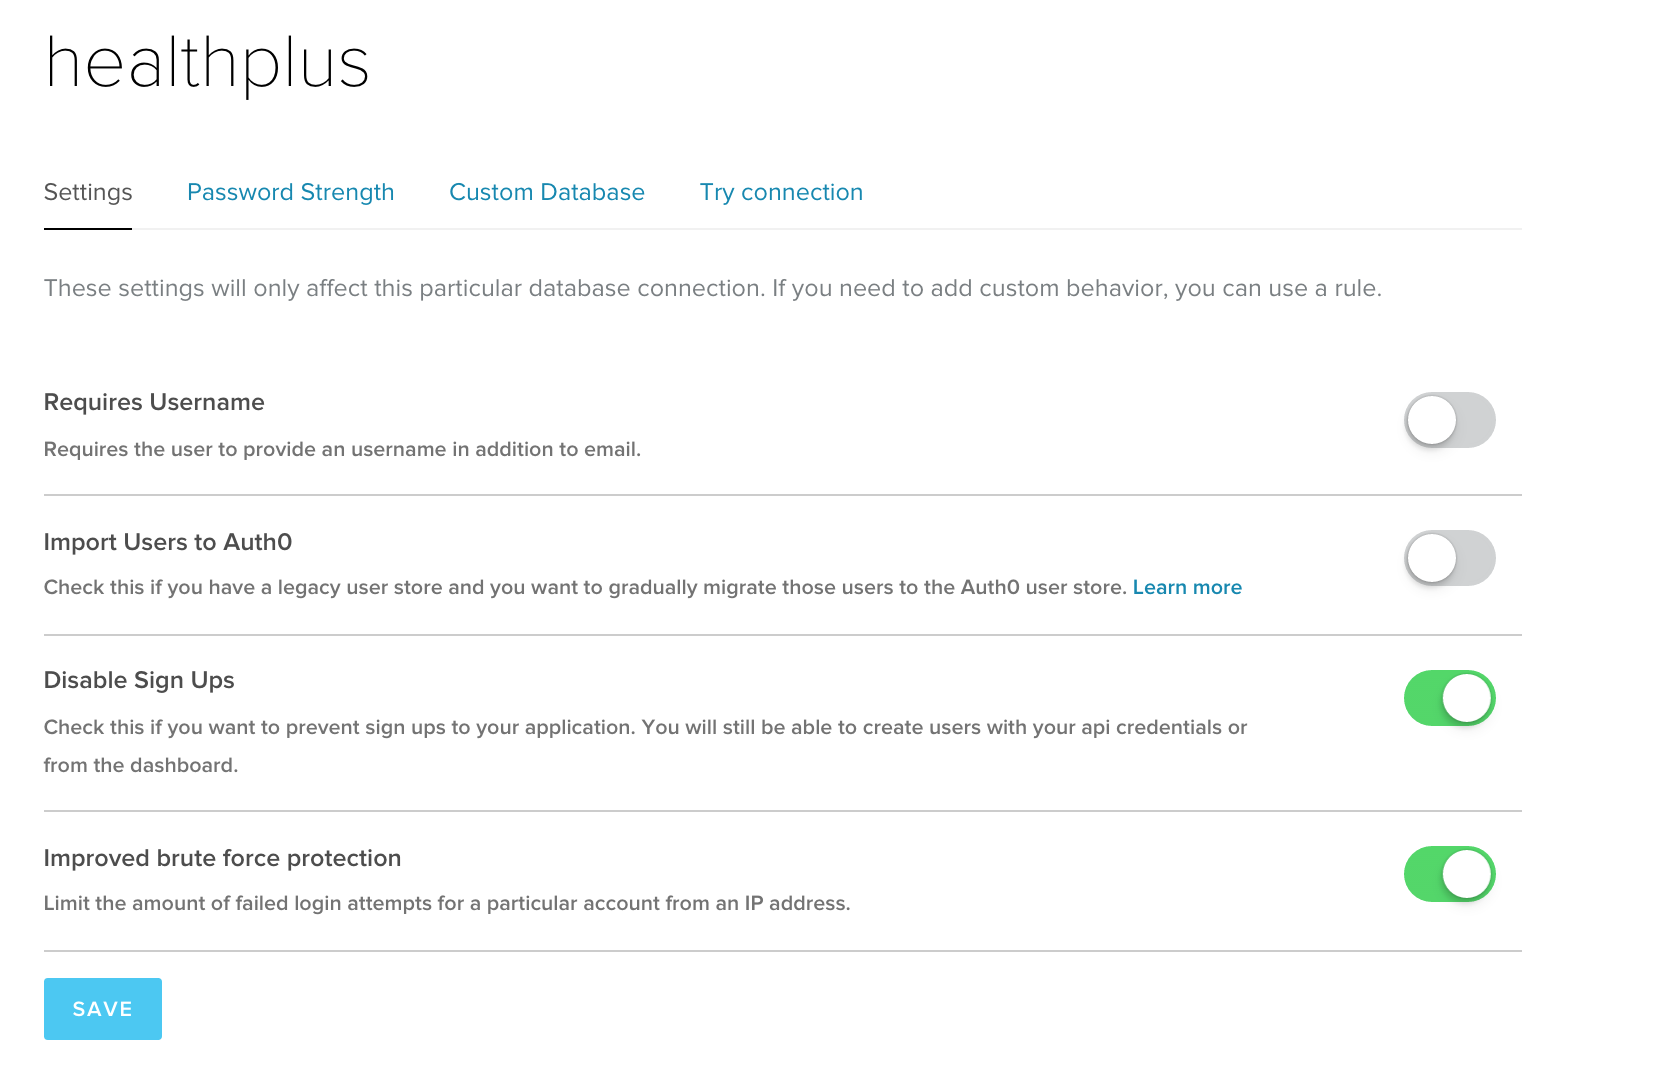 healthplus
Settings Password Strength Custom Database Try connection
These settings will only affect this particular database connection. If you need to add custom behavior, you can use a rule.
Requires Username
Requires the user to provide an username in addition to email.
Import Users to Auth0
Check this if you have a legacy user store and you want to gradually migrate those users to the Auth0 user store. Learn more
Disable Sign Ups
Check this if you want to prevent sign ups to your application. You will still be able to create users with your api credentials or
from the dashboard.
Improved brute force protection
Limit the amount of failed login attempts for a particular account from an IP address.
SAVE